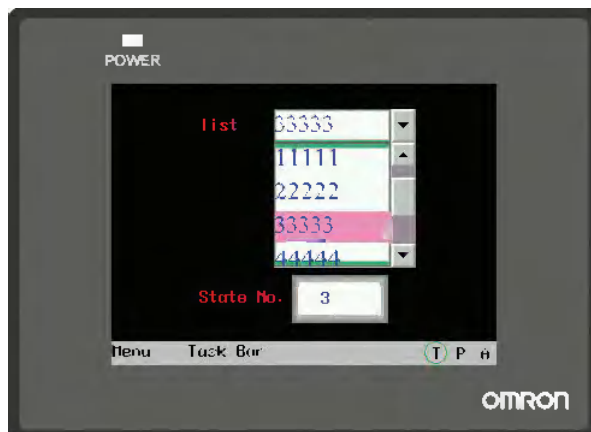 POWER
list 33333
11111
22222
33333
44444
State No. 3
Menu Task Bar T P A
OMRON